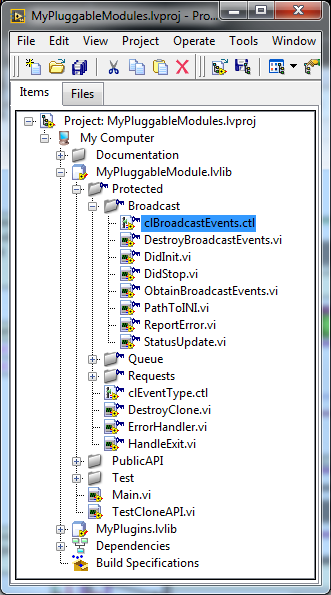 MyPluggableModules.lvproj - Pro...
File Edit View Project Operate Tools Window
Items Files
Project: MyPluggableModules.lvproj
My Computer
Documentation
MyPluggableModule.lvlib
Protected
Broadcast
clBroadcastEvents.ctl
DestroyBroadcastEvents.vi
DidInit.vi
DidStop.vi
ObtainBroadcastEvents.vi
PathToINI.vi
ReportError.vi
StatusUpdate.vi
Queue
Requests
clEventType.ctl
DestroyClone.vi
ErrorHandler.vi
HandleExit.vi
PublicAPI
Test
Main.vi
TestCloneAPI.vi
MyPlugins.lvlib
Dependencies
Build Specifications